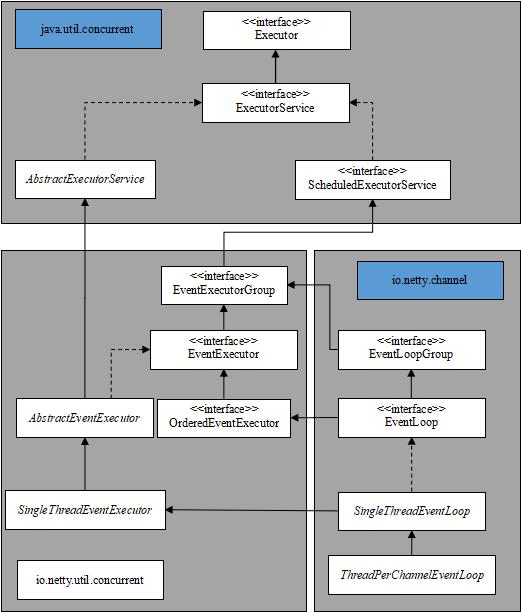 java.util.concurrent
<<interface>>
Executor
<<interface>>
ExecutorService
AbstractExecutorService
<<interface>>
ScheduledExecutorService
<<interface>>
EventExecutorGroup
io.netty.channel
<<interface>>
EventExecutor
<<interface>>
EventLoopGroup
AbstractEventExecutor
<<interface>>
OrderedEventExecutor
<<interface>>
EventLoop
SingleThreadEventExecutor
SingleThreadEventLoop
io.netty.util.concurrent
ThreadPerChannelEventLoop